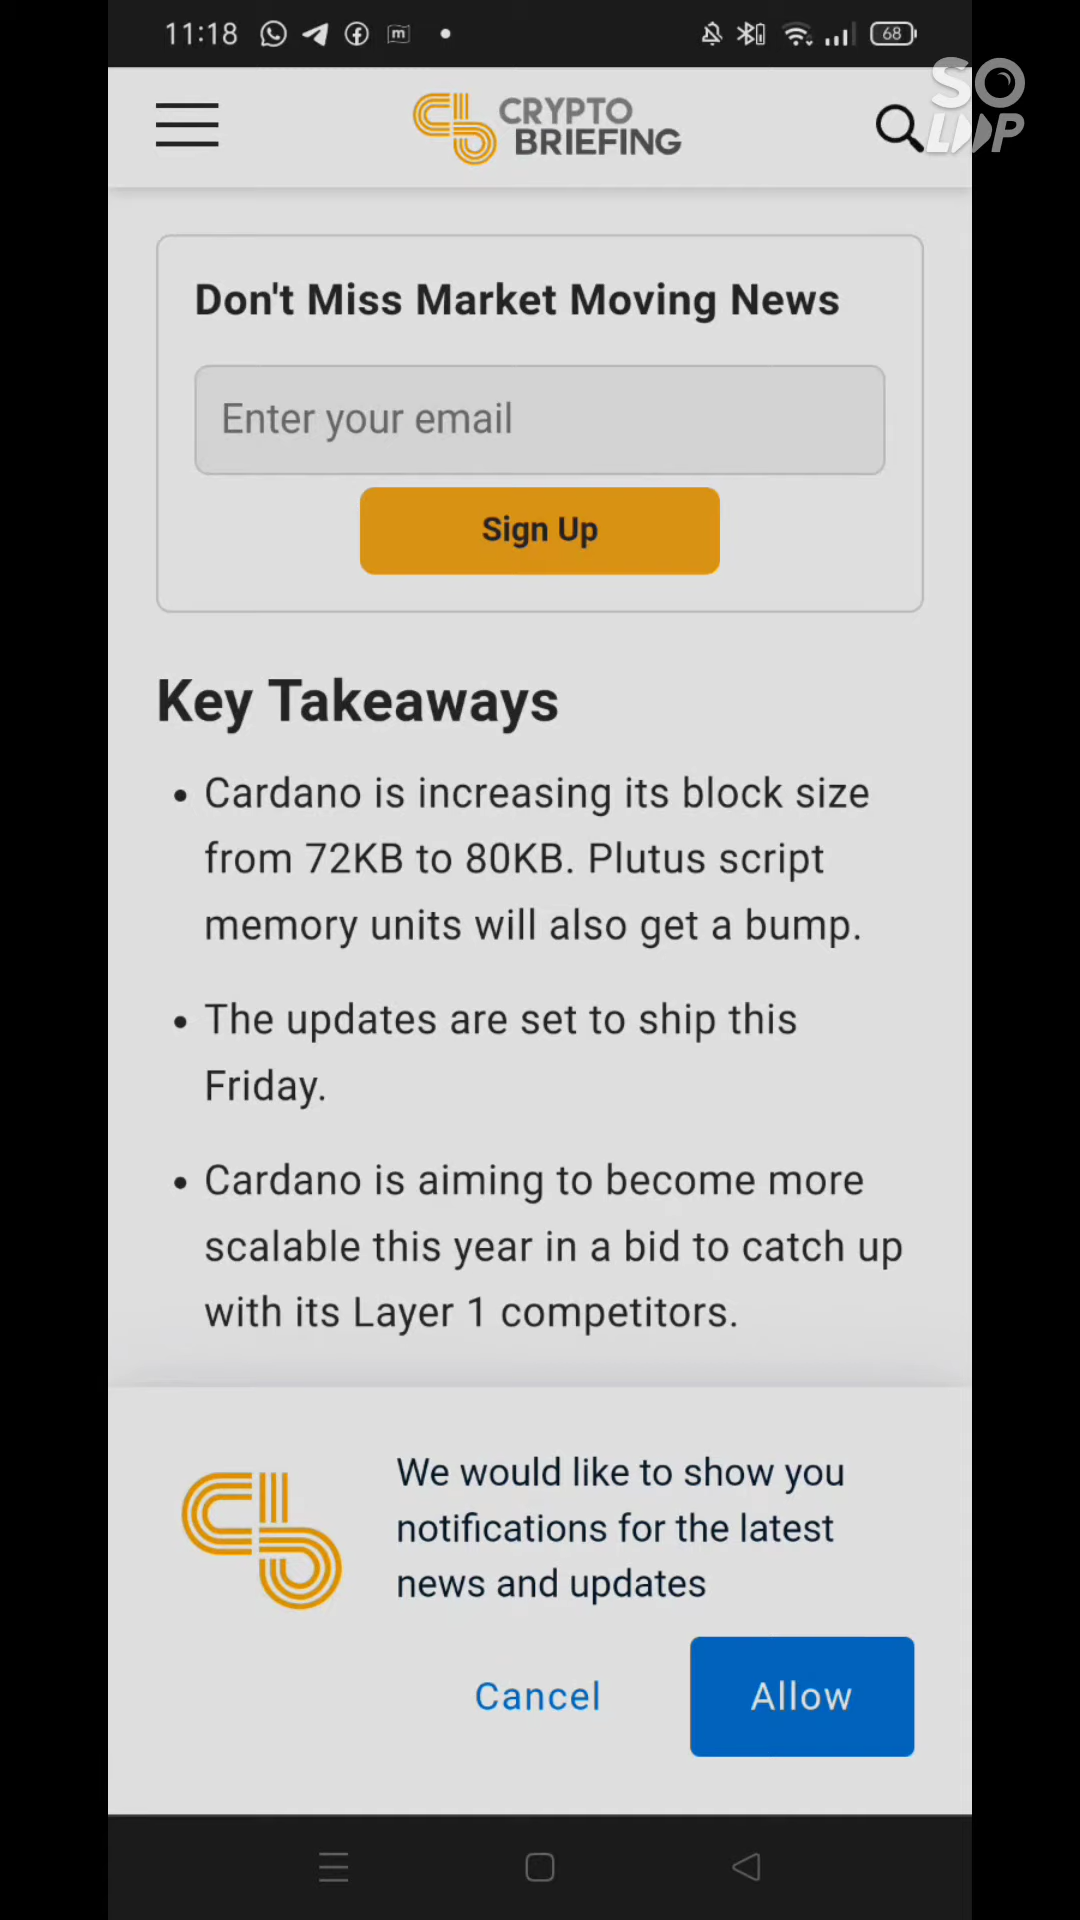 11:18
68
SO
LOOP
CRYPTO
BRIEFING
Don't Miss Market Moving News
Enter your email
Sign Up
Key Takeaways
• Cardano is increasing its block size
from 72KB to 80KB. Plutus script
memory units will also get a bump.
• The updates are set to ship this
Friday.
• Cardano is aiming to become more
scalable this year in a bid to catch up
with its Layer 1 competitors.
We would like to show you
notifications for the latest
news and updates
Cancel
Allow